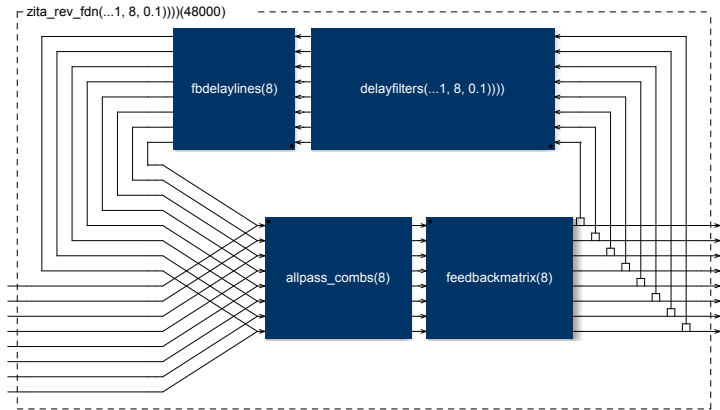 zita_rev_fdn(...1, 8, 0.1))))(48000)
fbdelaylines(8)
delayfilters(...1, 8, 0.1))))
allpass_combs(8)
feedbackmatrix(8)